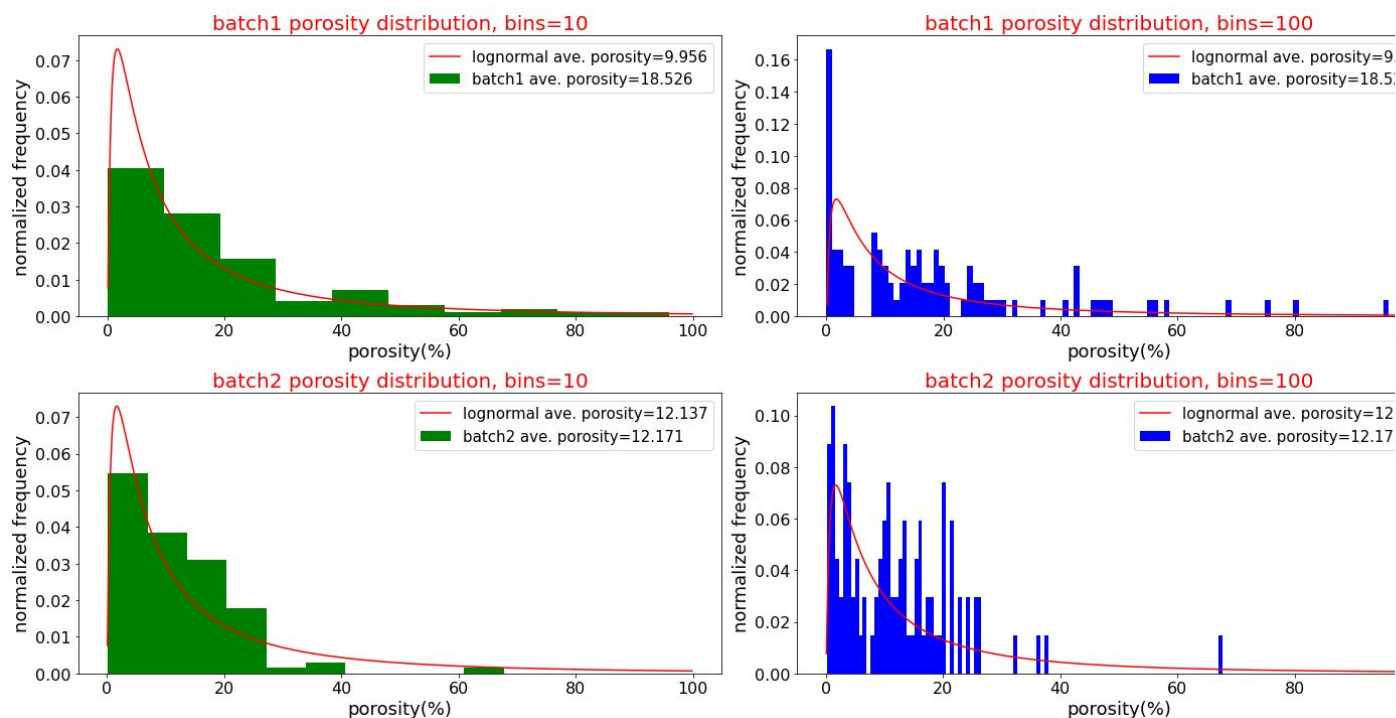 batch1 porosity distribution, bins=10
lognormal ave. porosity=9.956
batch1 ave. porosity=18.526
normalized frequency
0.07
0.06
0.05
0.04
0.03
0.02
0.01
0.00
0 20 40 60 80 100
porosity(%)
batch1 porosity distribution, bins=100
lognormal ave. porosity=9.
batch1 ave. porosity=18.5
normalized frequency
0.16
0.14
0.12
0.10
0.08
0.06
0.04
0.02
0.00
0 20 40 60 80
porosity(%)
batch2 porosity distribution, bins=10
lognormal ave. porosity=12.137
batch2 ave. porosity=12.171
normalized frequency
0.07
0.06
0.05
0.04
0.03
0.02
0.01
0.00
0 20 40 60 80 100
porosity(%)
batch2 porosity distribution, bins=100
lognormal ave. porosity=12.
batch2 ave. porosity=12.17
normalized frequency
0.10
0.08
0.06
0.04
0.02
0.00
0 20 40 60 80
porosity(%)